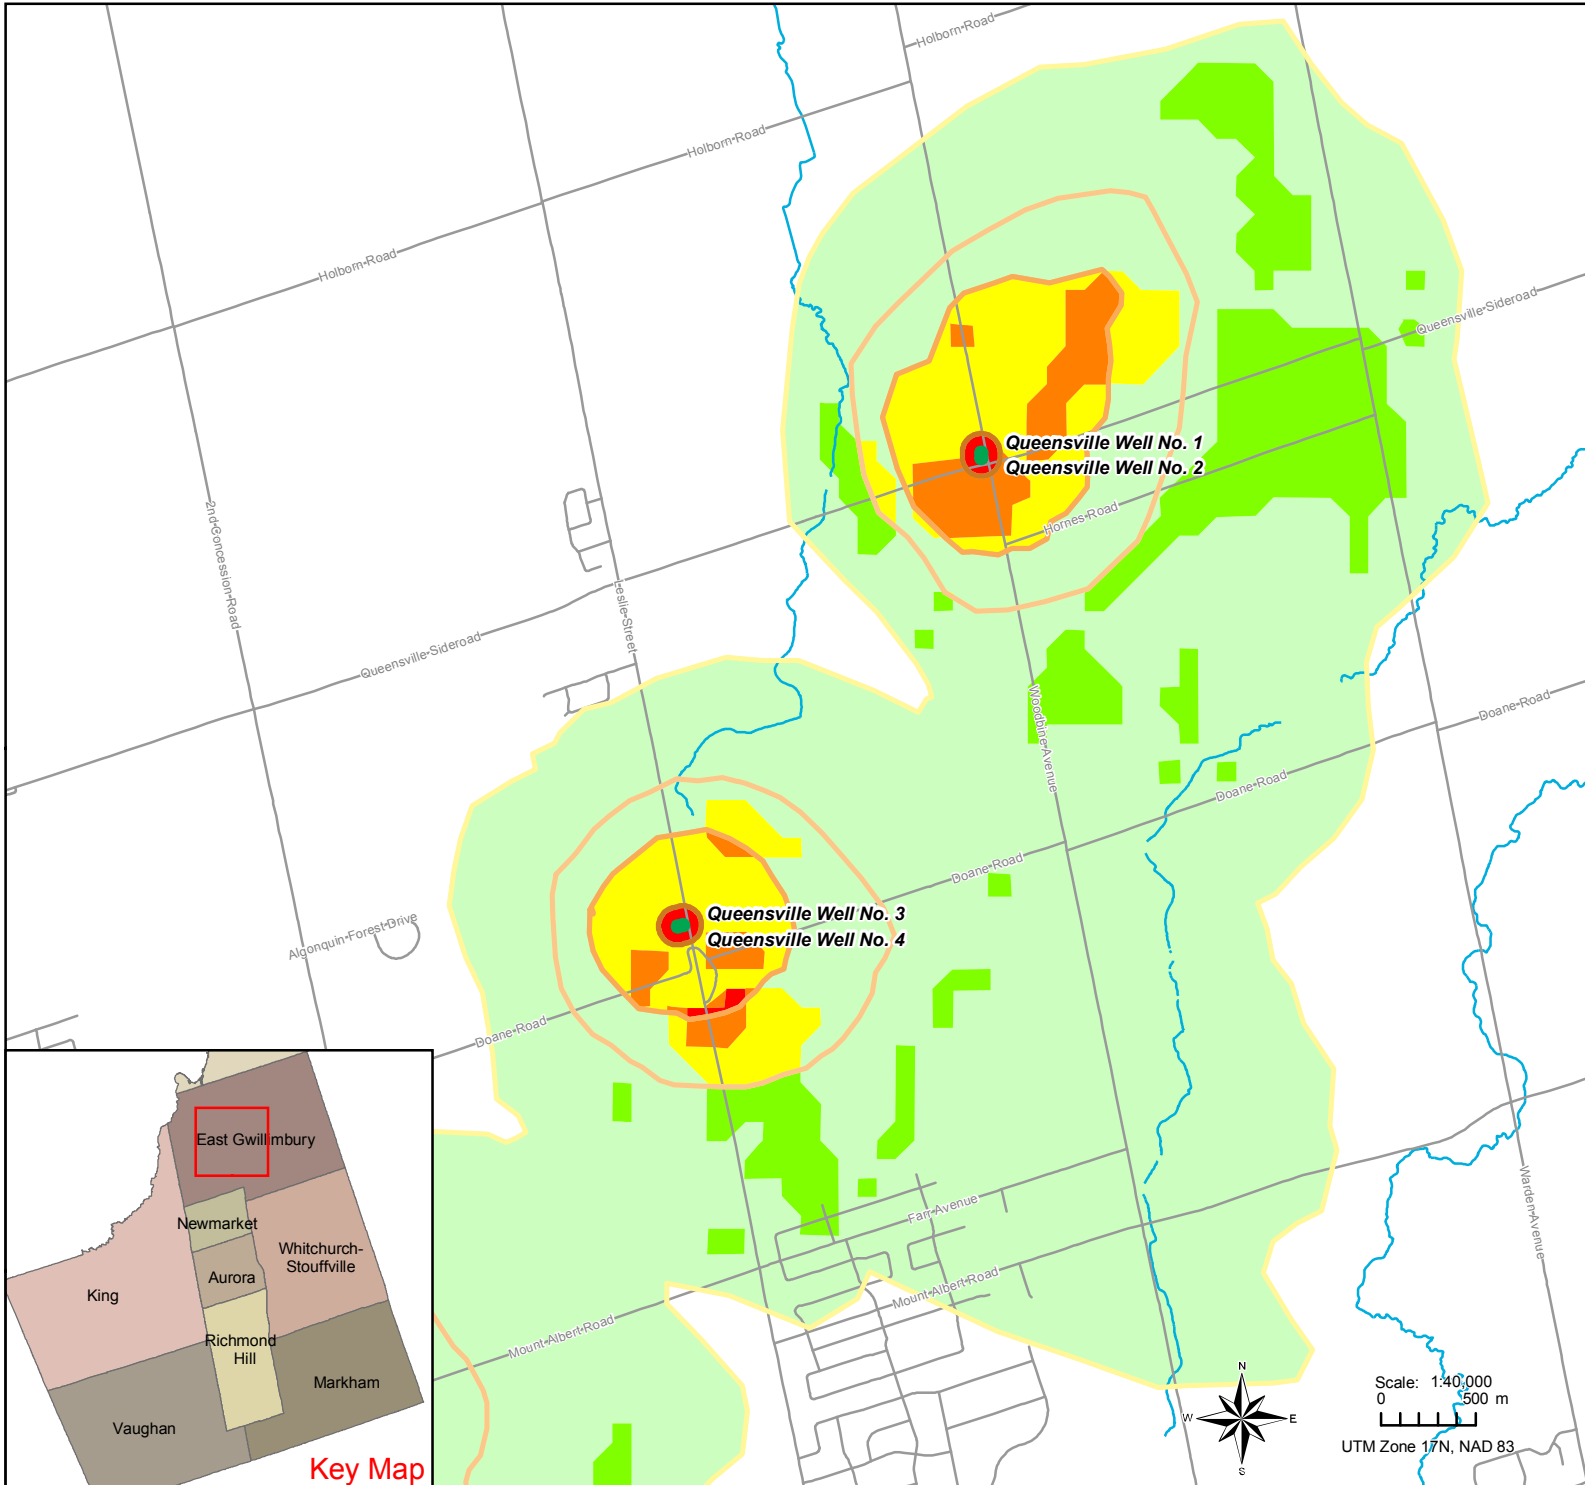 Holborn Road
Holborn Road
Holborn Road
Queensville Sideroad
Queensville Well No. 1
Queensville Well No. 2
2nd Concession Road
Hornes Road
Leslie Street
Queensville Sideroad
Woodbine Avenue
Doane Road
Doane Road
Doane Road
Queensville Well No. 3
Queensville Well No. 4
Algonquin Forest Drive
Doane Road
Farr Avenue
Warden Avenue
Mount Albert Road
Mount Albert Road
East Gwillimbury
Newmarket
Whitchurch-
Stouffville
Aurora
King
Richmond
Hill
Markham
Vaughan
Key Map
N
W
E
S
Scale: 1:40,000
0 500 m
UTM Zone 17N, NAD 83